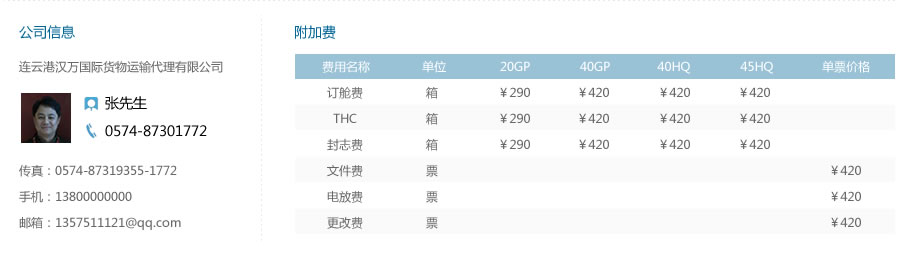 公司信息
连云港汉万国际货物运输代理有限公司
张先生
0574-87301772
传真：0574-87319355-1772
手机：13800000000
邮箱：1357511121@qq.com
附加费
费用名称 单位 20GP 40GP 40HQ 45HQ 单票价格
订舱费 箱 ￥290 ￥420 ￥420 ￥420
THC 箱 ￥290 ￥420 ￥420 ￥420
封志费 箱 ￥290 ￥420 ￥420 ￥420
文件费 票 ￥420
电放费 票 ￥420
更改费 票 ￥420